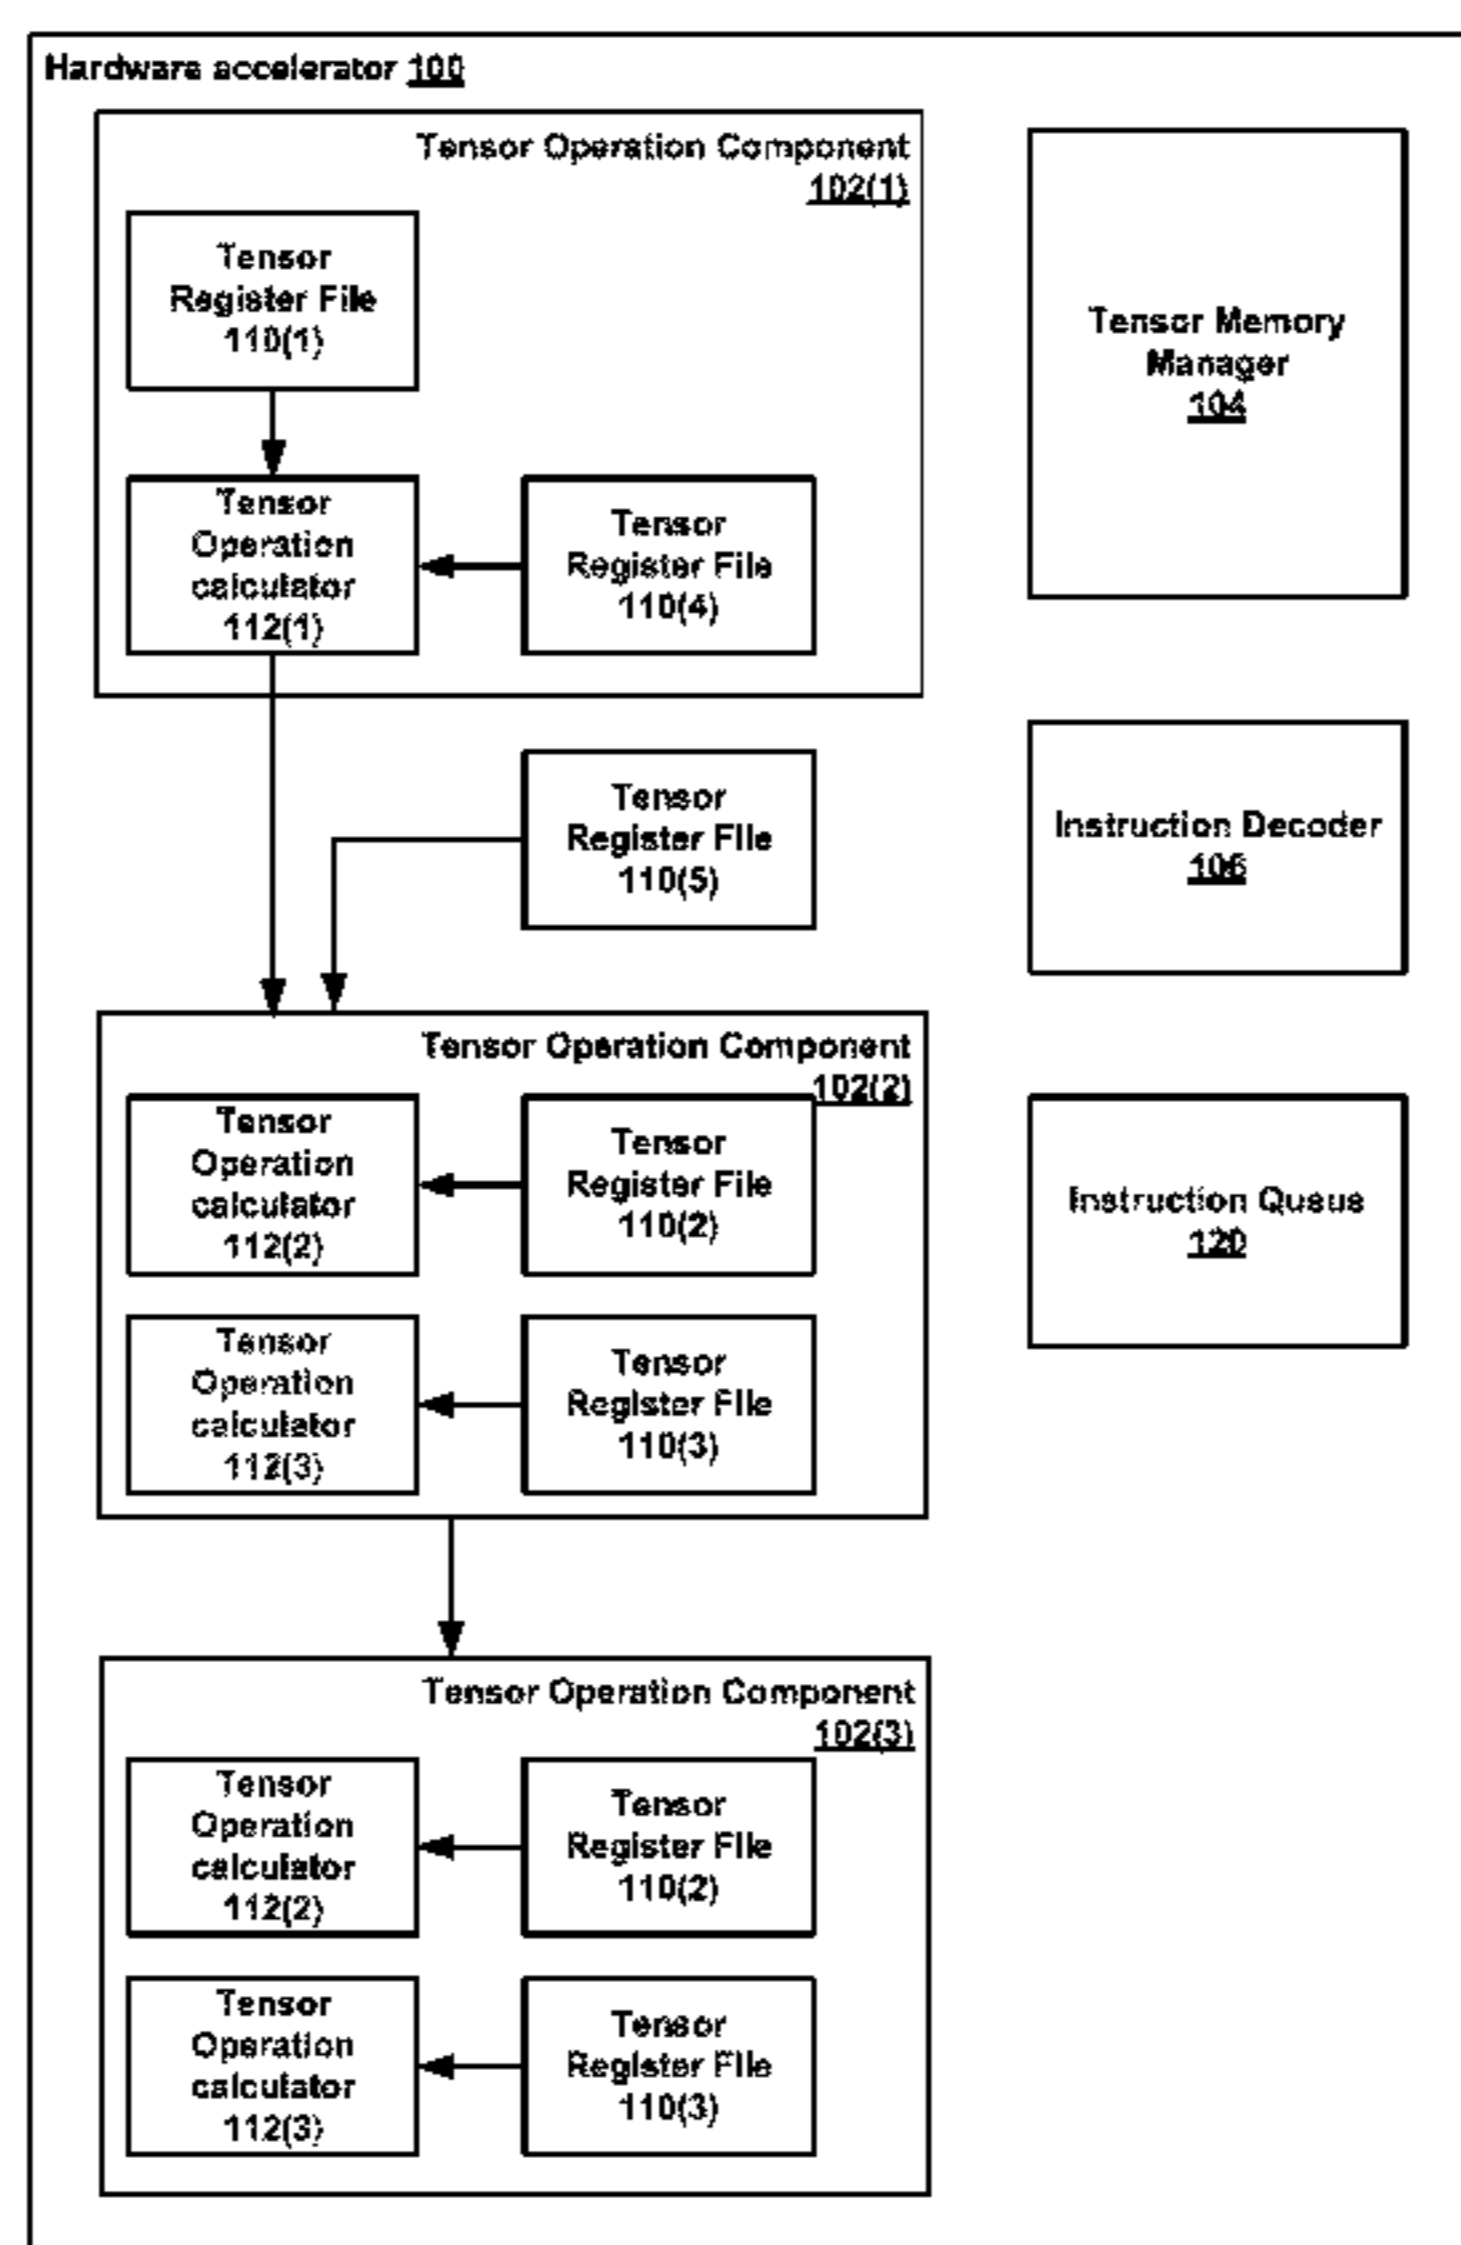 Hardware accelerator 100
Tensor Operation Component
102(1)
Tensor
Register File
110(1)
Tensor
Operation
calculator
112(1)
Tensor
Register File
110(4)
Tensor Memory
Manager
104
Tensor
Register File
110(5)
Instruction Decoder
106
Tensor Operation Component
102(2)
Tensor
Operation
calculator
112(2)
Tensor
Register File
110(2)
Instruction Queue
120
Tensor
Operation
calculator
112(3)
Tensor
Register File
110(3)
Tensor Operation Component
102(3)
Tensor
Operation
calculator
112(2)
Tensor
Register File
110(2)
Tensor
Operation
calculator
112(3)
Tensor
Register File
110(3)